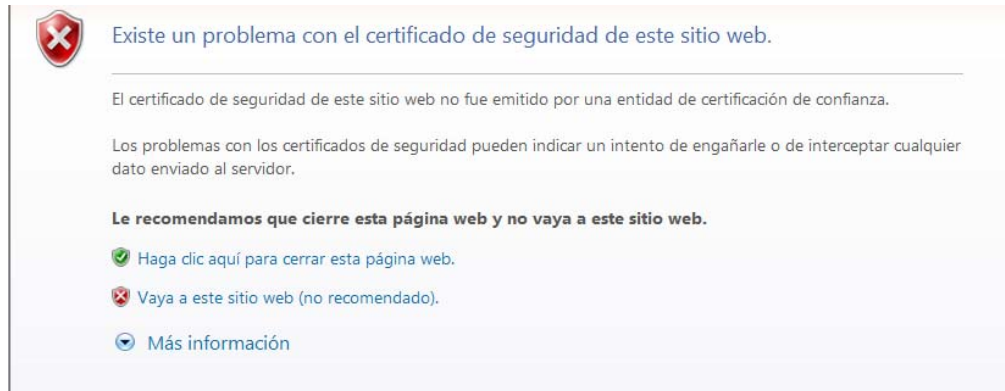 Existe un problema con el certificado de seguridad de este sitio web.
El certificado de seguridad de este sitio web no fue emitido por una entidad de certificación de confianza.
Los problemas con los certificados de seguridad pueden indicar un intento de engañarle o de interceptar cualquier
dato enviado al servidor.
Le recomendamos que cierre esta página web y no vaya a este sitio web.
Haga clic aquí para cerrar esta página web.
Vaya a este sitio web (no recomendado).
Más información